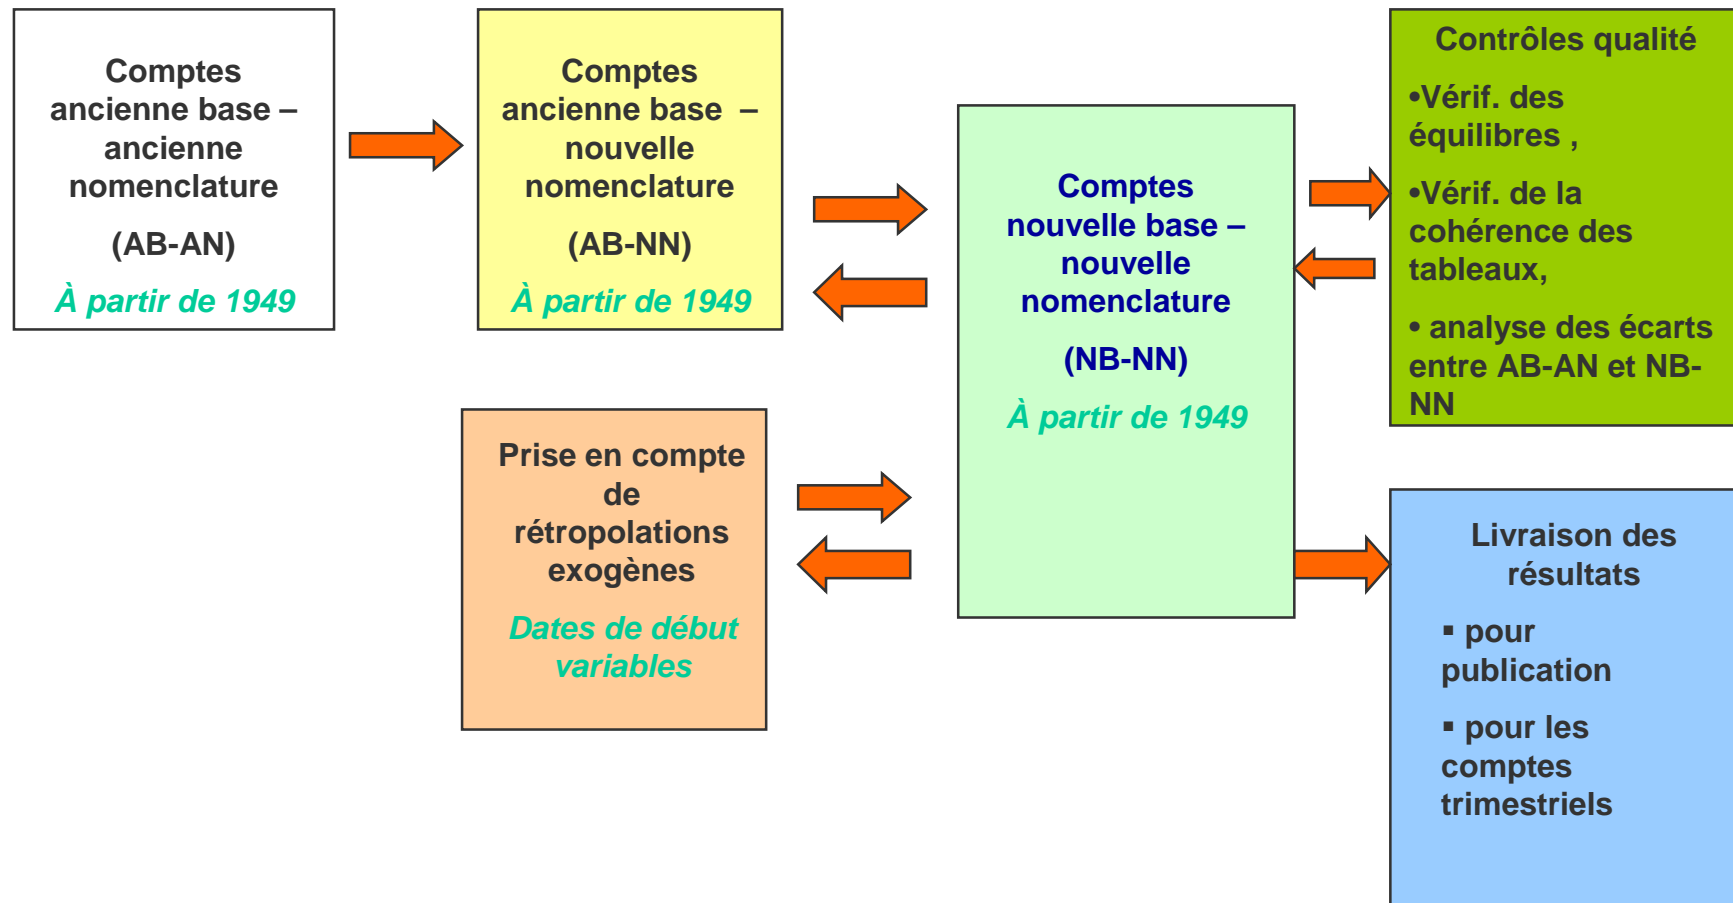 Comptes
ancienne base –
ancienne
nomenclature
(AB-AN)
À partir de 1949
Comptes
ancienne base –
nouvelle
nomenclature
(AB-NN)
À partir de 1949
Prise en compte
de
rétropolations
exogènes
Dates de début
variables
Comptes
nouvelle base –
nouvelle
nomenclature
(NB-NN)
À partir de 1949
Contrôles qualité
•Vérif. des
équilibres ,
•Vérif. de la
cohérence des
tableaux,
• analyse des écarts
entre AB-AN et NB-
NN
Livraison des
résultats
▪ pour
publication
▪ pour les
comptes
trimestriels